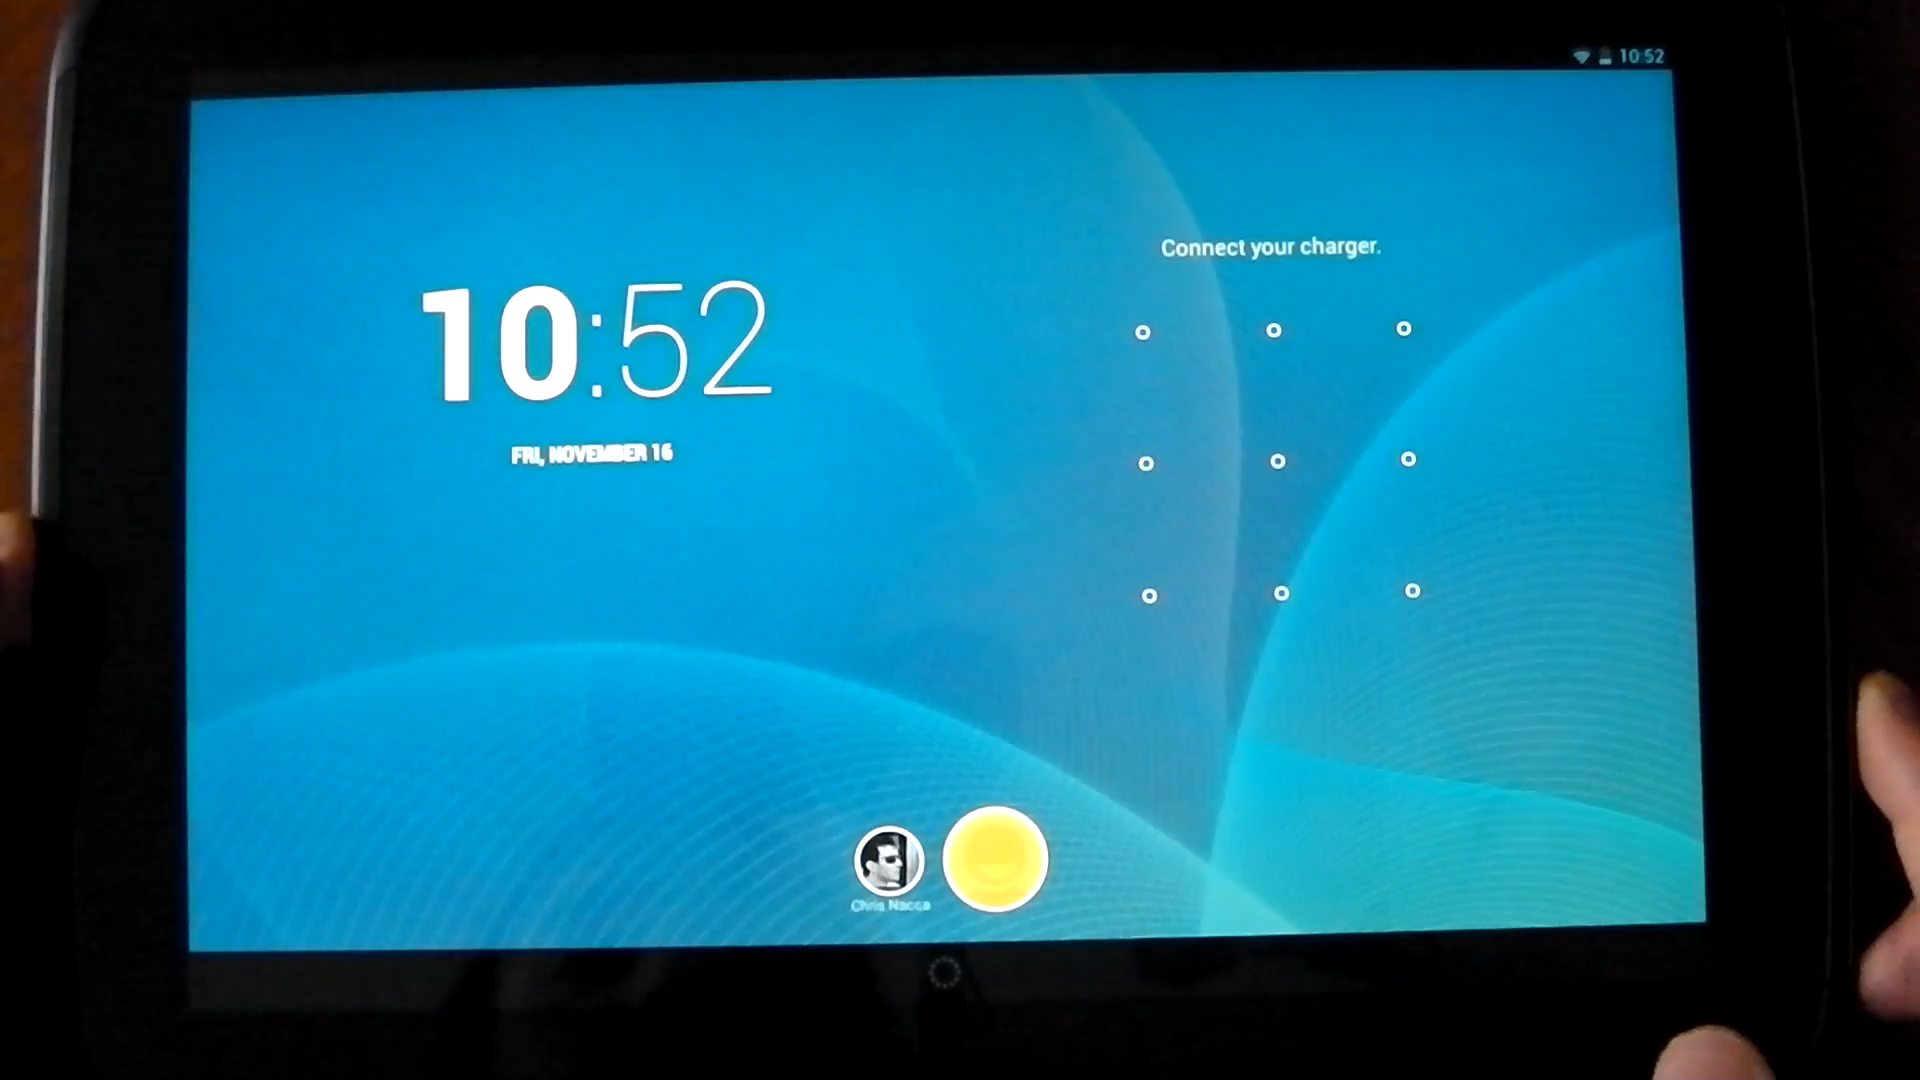 10:52
Connect your charger.
10:52
FRI, NOVEMBER 16
Chris Nacca